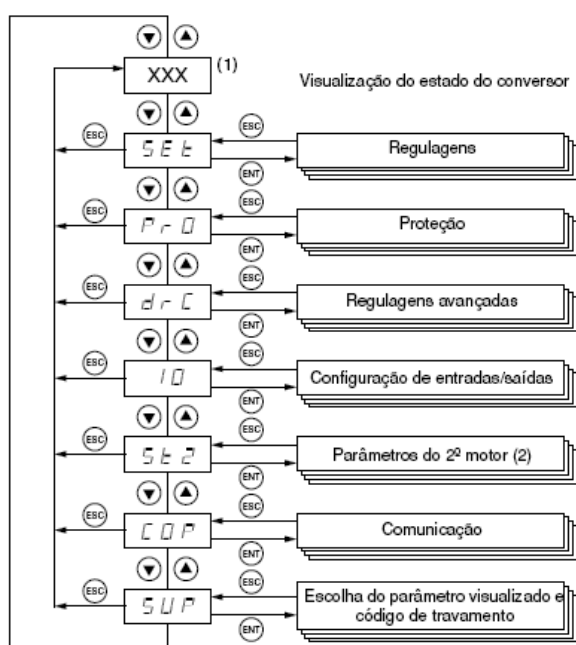 XXX (1)
Visualização do estado do conversor
ESC
ESC SEt Regulagens
ENT
ESC
ESC PrO Proteção
ENT
ESC
ESC drC Regulagens avançadas
ENT
ESC
ESC IO Configuração de entradas/saídas
ENT
ESC
ESC St2 Parâmetros do 2º motor (2)
ENT
ESC
ESC COP Comunicação
ENT
ESC
ESC SUP Escolha do parâmetro visualizado e
código de travamento
ENT